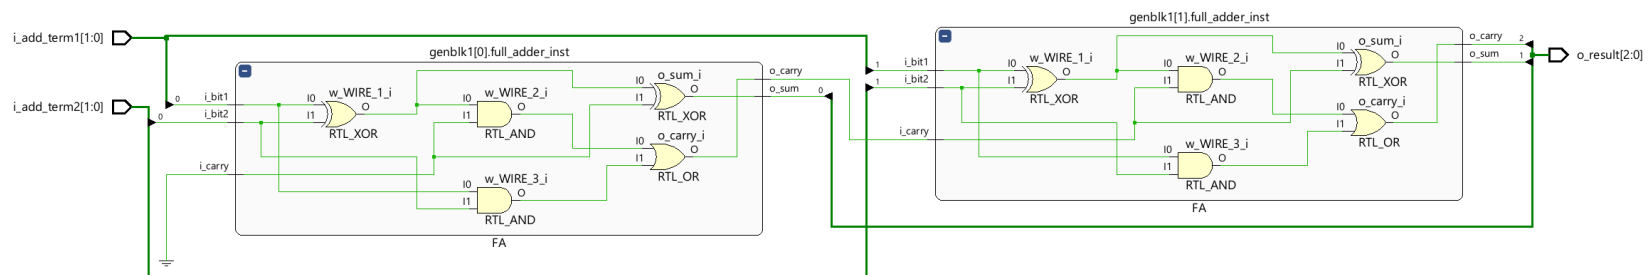 i_add_term1[1:0]
i_add_term2[1:0]
genblk1[0].full_adder_inst
0
i_bit1
0
i_bit2
i_carry
w_WIRE_1_i
I0
I1
O
RTL_XOR
w_WIRE_2_i
I0
I1
O
RTL_AND
w_WIRE_3_i
I0
I1
O
RTL_AND
o_sum_i
I0
I1
O
RTL_XOR
o_carry_i
I0
I1
O
RTL_OR
o_carry
o_sum
0
FA
genblk1[1].full_adder_inst
1
i_bit1
1
i_bit2
i_carry
w_WIRE_1_i
I0
I1
O
RTL_XOR
w_WIRE_2_i
I0
I1
O
RTL_AND
w_WIRE_3_i
I0
I1
O
RTL_AND
o_sum_i
I0
I1
O
RTL_XOR
o_carry_i
I0
I1
O
RTL_OR
o_carry
2
o_sum
1
FA
o_result[2:0]